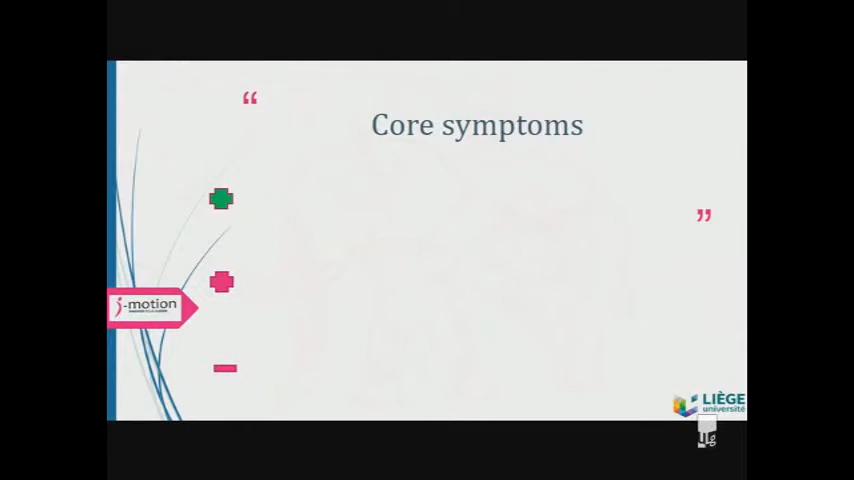 “
Core symptoms
”
i-motion
LIÈGE
université